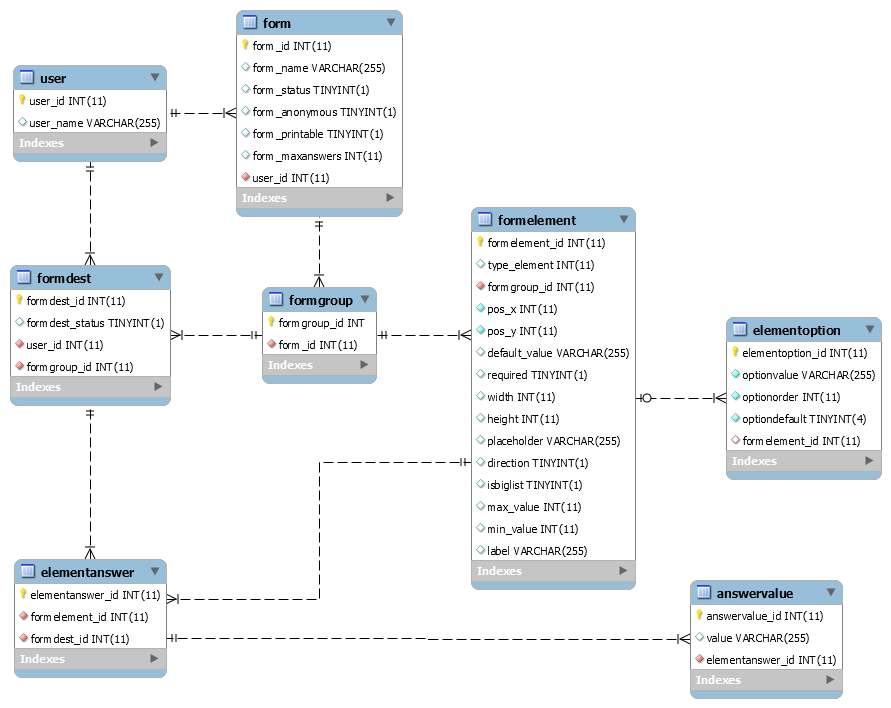 form
form_id INT(11)
form_name VARCHAR(255)
form_status TINYINT(1)
form_anonymous TINYINT(1)
form_printable TINYINT(1)
form_maxanswers INT(11)
user_id INT(11)
Indexes
user
user_id INT(11)
user_name VARCHAR(255)
Indexes
formdest
formdest_id INT(11)
formdest_status TINYINT(1)
user_id INT(11)
formgroup_id INT(11)
Indexes
formgroup
formgroup_id INT
form_id INT(11)
Indexes
formelement
formelement_id INT(11)
type_element INT(11)
formgroup_id INT(11)
pos_x INT(11)
pos_y INT(11)
default_value VARCHAR(255)
required TINYINT(1)
width INT(11)
height INT(11)
placeholder VARCHAR(255)
direction TINYINT(1)
isbiglist TINYINT(1)
max_value INT(11)
min_value INT(11)
label VARCHAR(255)
Indexes
elementoption
elementoption_id INT(11)
optionvalue VARCHAR(255)
optionorder INT(11)
optiondefault TINYINT(4)
formelement_id INT(11)
Indexes
elementanswer
elementanswer_id INT(11)
formelement_id INT(11)
formdest_id INT(11)
Indexes
answervalue
answervalue_id INT(11)
value VARCHAR(255)
elementanswer_id INT(11)
Indexes